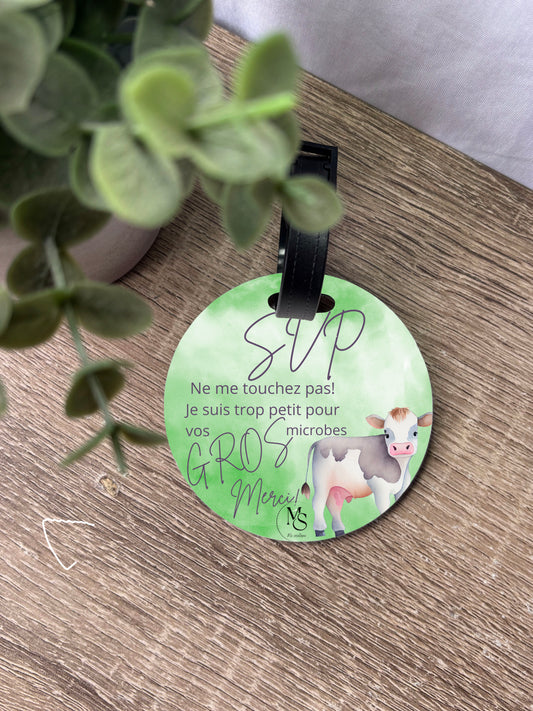 SVP
Ne me touchez pas!
Je suis trop petit pour
vos GROS microbes
Merci!
MS